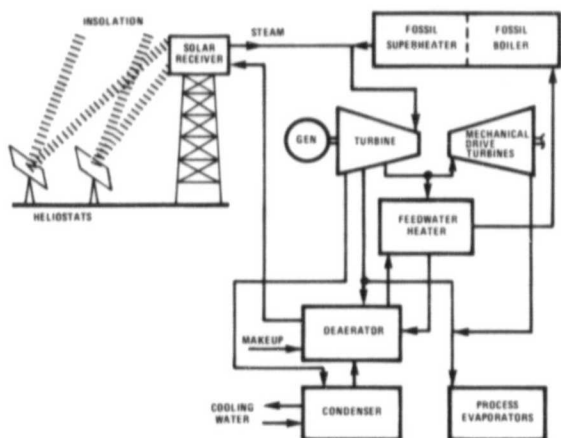 INSOLATION
SOLAR
RECEIVER
STEAM
FOSSIL
SUPERHEATER
FOSSIL
BOILER
GEN
TURBINE
MECHANICAL
DRIVE
TURBINES
HELIOSTATS
FEEDWATER
HEATER
DEAERATOR
MAKEUP
COOLING
WATER
CONDENSER
PROCESS
EVAPORATORS